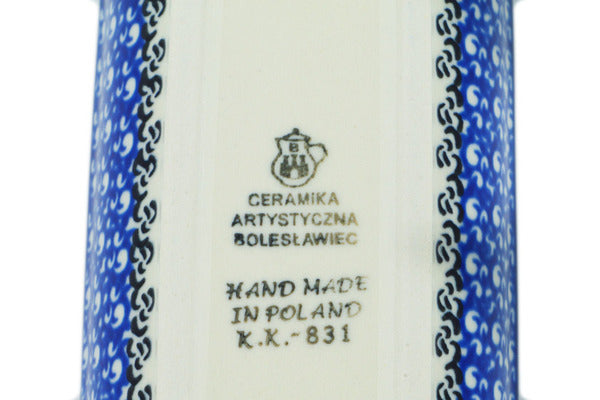 B
CERAMIKA
ARTYSTYCZNA
BOLESŁAWIEC
HAND MADE
IN POLAND
K.K.-831